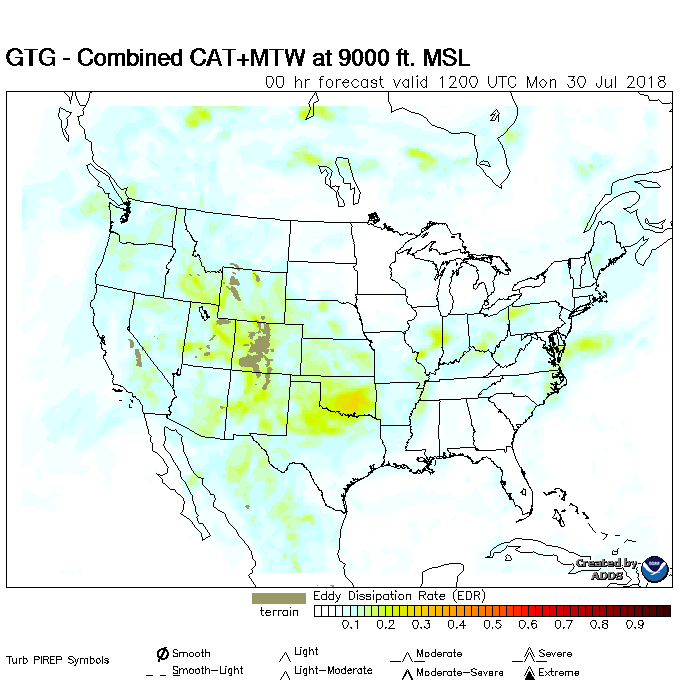 GTG - Combined CAT+MTW at 9000 ft. MSL
00 hr forecast valid 1200 UTC Mon 30 Jul 2018
Created by
ADDS
terrain
Eddy Dissipation Rate (EDR)
0.1 0.2 0.3 0.4 0.5 0.6 0.7 0.8 0.9
Turb PIREP Symbols
Smooth Light Moderate Severe
Smooth-Light Light-Moderate Moderate-Severe Extreme